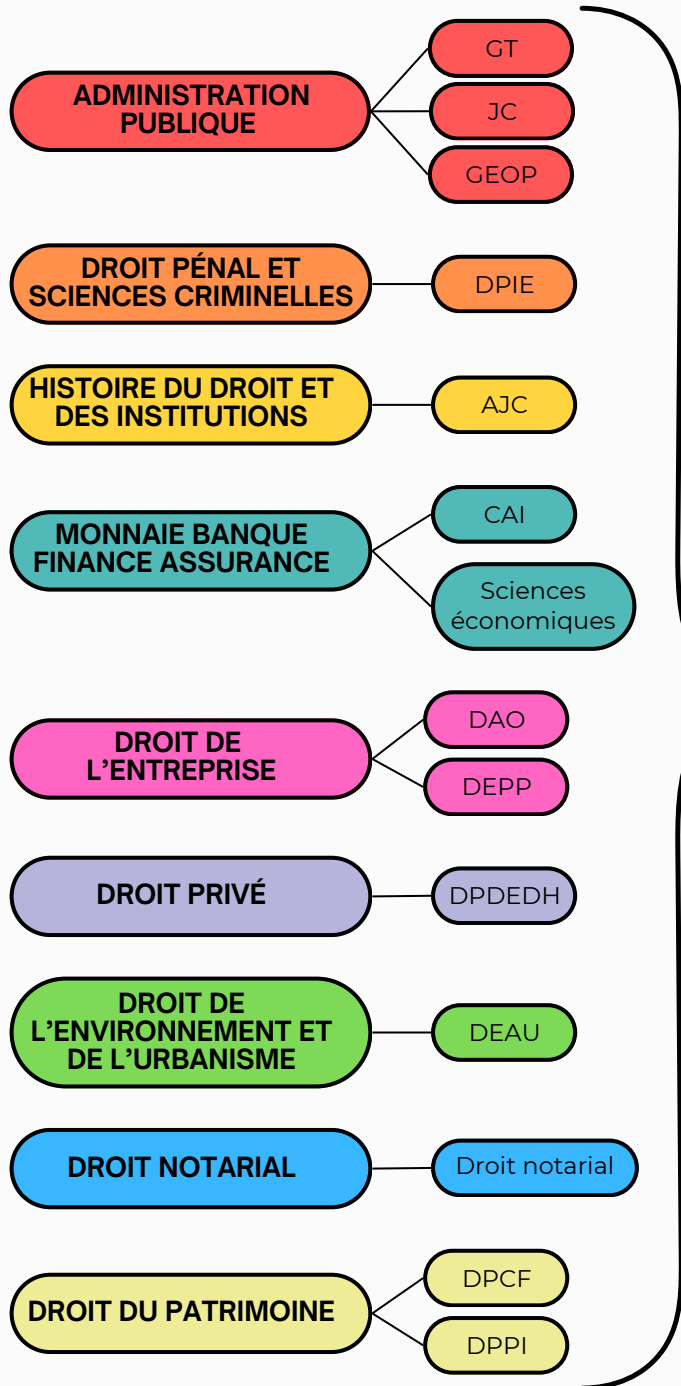 ADMINISTRATION
PUBLIQUE
GT
JC
GEOP
DROIT PÉNAL ET
SCIENCES CRIMINELLES
DPIE
HISTOIRE DU DROIT ET
DES INSTITUTIONS
AJC
MONNAIE BANQUE
FINANCE ASSURANCE
CAI
Sciences
économiques
DROIT DE
L’ENTREPRISE
DAO
DEPP
DROIT PRIVÉ
DPDEDH
DROIT DE
L’ENVIRONNEMENT ET
DE L’URBANISME
DEAU
DROIT NOTARIAL
Droit notarial
DROIT DU PATRIMOINE
DPCF
DPPI